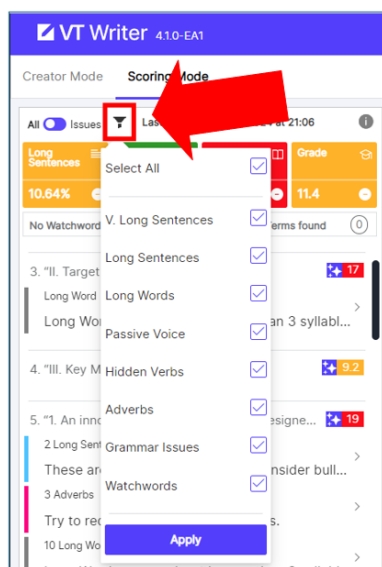 VT Writer 4.1.0-EA1
Creator Mode Scoring Mode
All Issues at 21:06
Long Sentences Grade
10.64% 11.4
No Watchword found 0
Select All
V. Long Sentences
Long Sentences
Long Words
Passive Voice
Hidden Verbs
Adverbs
Grammar Issues
Watchwords
Apply
3. "II. Target 17
Long Word
Long Wo an 3 syllabl...
4. "III. Key M 9.2
5. "1. An inno esigne... 19
2 Long Sent
These ar nsider bull...
3 Adverbs
Try to re s.
10 Long Wo